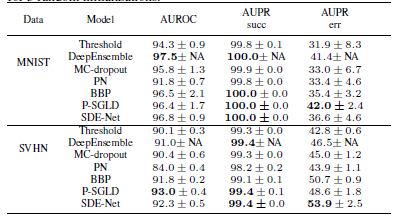 for 5 random initializations.
Data Model AUROC AUPR succ AUPR err
MNIST
Threshold 94.3 ± 0.9 99.8 ± 0.1 31.9 ± 8.3
DeepEnsemble 97.5± NA 100.0± NA 41.4± NA
MC-dropout 95.8 ± 1.3 99.9 ± 0.0 33.0 ± 6.7
PN 91.8 ± 0.7 99.8 ± 0.0 33.4 ± 4.6
BBP 96.5 ± 2.1 100.0 ± 0.0 35.4 ± 3.2
P-SGLD 96.4 ± 1.7 100.0 ± 0.0 42.0 ± 2.4
SDE-Net 96.8 ± 0.9 100.0 ± 0.0 36.6 ± 4.6
SVHN
Threshold 90.1 ± 0.3 99.3 ± 0.0 42.8 ± 0.6
DeepEnsemble 91.0± NA 99.4± NA 46.5± NA
MC-dropout 90.4 ± 0.6 99.3 ± 0.0 45.0 ± 1.2
PN 84.0 ± 0.4 98.2 ± 0.2 43.9 ± 1.1
BBP 91.8 ± 0.2 99.1 ± 0.1 50.7 ± 0.9
P-SGLD 93.0 ± 0.4 99.4 ± 0.1 48.6 ± 1.8
SDE-Net 92.3 ± 0.5 99.4 ± 0.0 53.9 ± 2.5